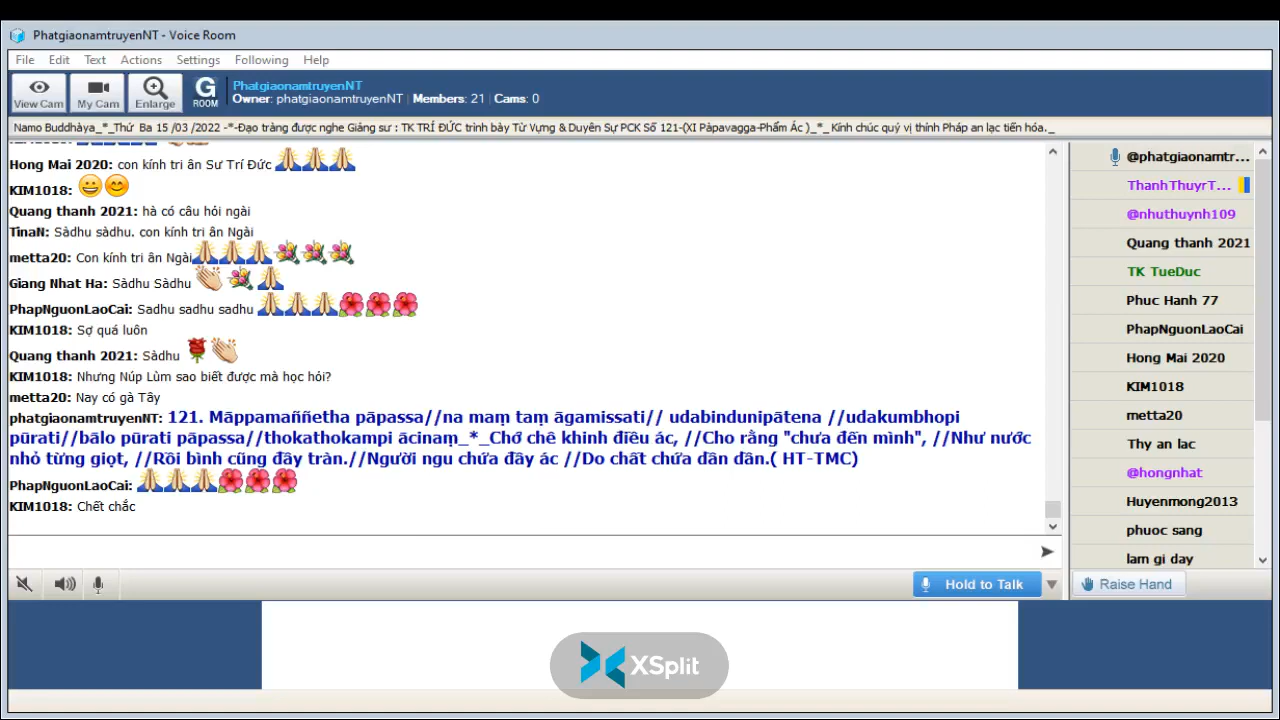 PhatgiaonamtruyenNT - Voice Room
File Edit Text Actions Settings Following Help
View Cam My Cam Enlarge G ROOM
PhatgiaonamtruyenNT
Owner: phatgiaonamtruyenNT | Members: 21 | Cams: 0
Namo Buddhàya_*_Thứ Ba 15 /03 /2022 -*-Đạo tràng được nghe Giảng sư : TK TRÍ ĐỨC trình bày Từ Vựng & Duyên Sự PCK Số 121-(XI Pàpavagga-Phẩm Ác )_*_ Kính chúc quý vị thính Pháp an lạc tiến hóa._
Hong Mai 2020: con kính tri ân Sư Trí Đức
KIM1018:
Quang thanh 2021: hà có câu hỏi ngài
TinaN: Sàdhu sàdhu. con kính tri ân Ngài
metta20: Con kính tri ân Ngài
Giang Nhat Ha: Sàdhu Sàdhu
PhapNguonLaoCai: Sadhu sadhu sadhu
KIM1018: Sợ quá luôn
Quang thanh 2021: Sàdhu
KIM1018: Nhưng Núp Lùm sao biết được mà học hỏi?
metta20: Nay có gà Tây
phatgiaonamtruyenNT: 121. Māppamaññetha pāpassa//na maṃ taṃ āgamissati// udabindunipātena //udakumbhopi
pūrati//bālo pūrati pāpassa//thokathokampi ācinaṃ_*_Chớ chê khinh điều ác, //Cho rằng "chưa đến mình", //Như nước
nhỏ từng giọt, //Rồi bình cũng đầy tràn.//Người ngu chứa đầy ác //Do chất chứa dần dần.( HT-TMC)
PhapNguonLaoCai:
KIM1018: Chết chắc
@phatgiaonamtr...
ThanhThuyrT...
@nhuthuynh109
Quang thanh 2021
TK TueDuc
Phuc Hanh 77
PhapNguonLaoCai
Hong Mai 2020
KIM1018
metta20
Thy an lac
@hongnhat
Huyenmong2013
phuoc sang
lam gi day
Hold to Talk
Raise Hand
XSplit